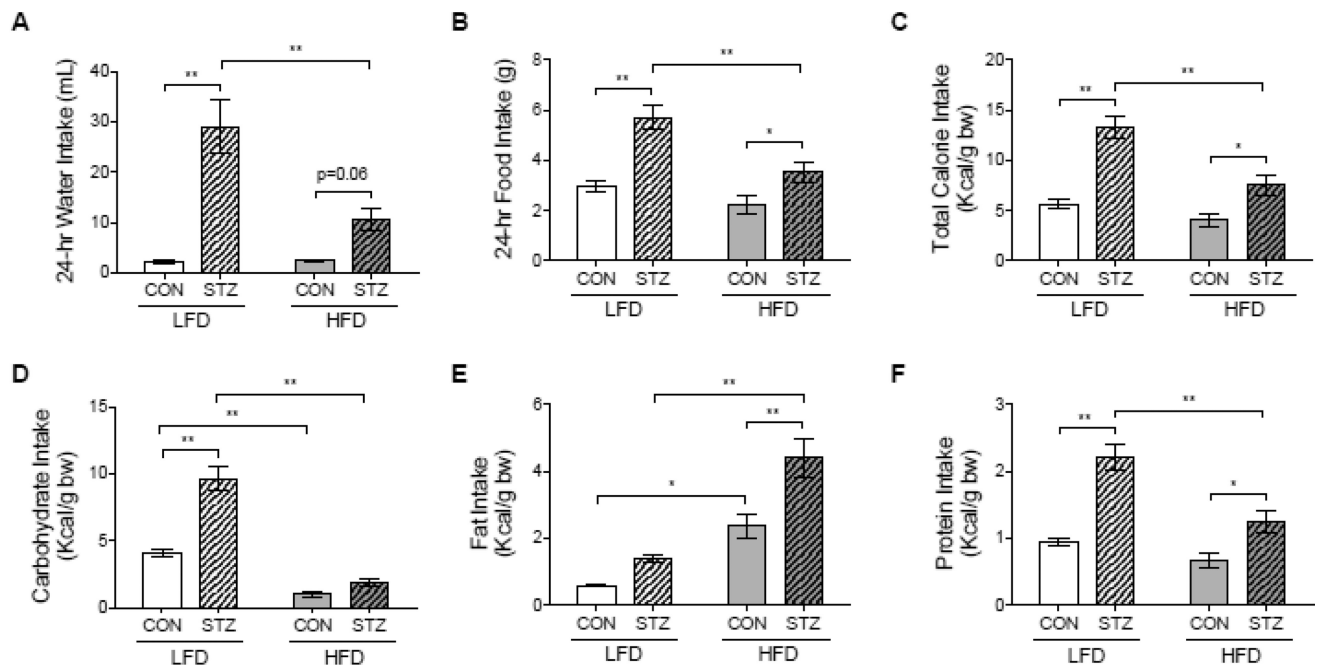 A
24-hr Water Intake (mL)
40
30
20
10
0
**
**
p=0.06
CON STZ CON STZ
LFD HFD
B
24-hr Food Intake (g)
8
6
4
2
0
**
**
*
CON STZ CON STZ
LFD HFD
C
Total Calorie Intake
(Kcal/g bw)
20
15
10
5
0
**
**
*
CON STZ CON STZ
LFD HFD
D
Carbohydrate Intake
(Kcal/g bw)
15
10
5
0
**
**
**
CON STZ CON STZ
LFD HFD
E
Fat Intake
(Kcal/g bw)
6
4
2
0
**
**
*
CON STZ CON STZ
LFD HFD
F
Protein Intake
(Kcal/g bw)
3
2
1
0
**
**
*
CON STZ CON STZ
LFD HFD